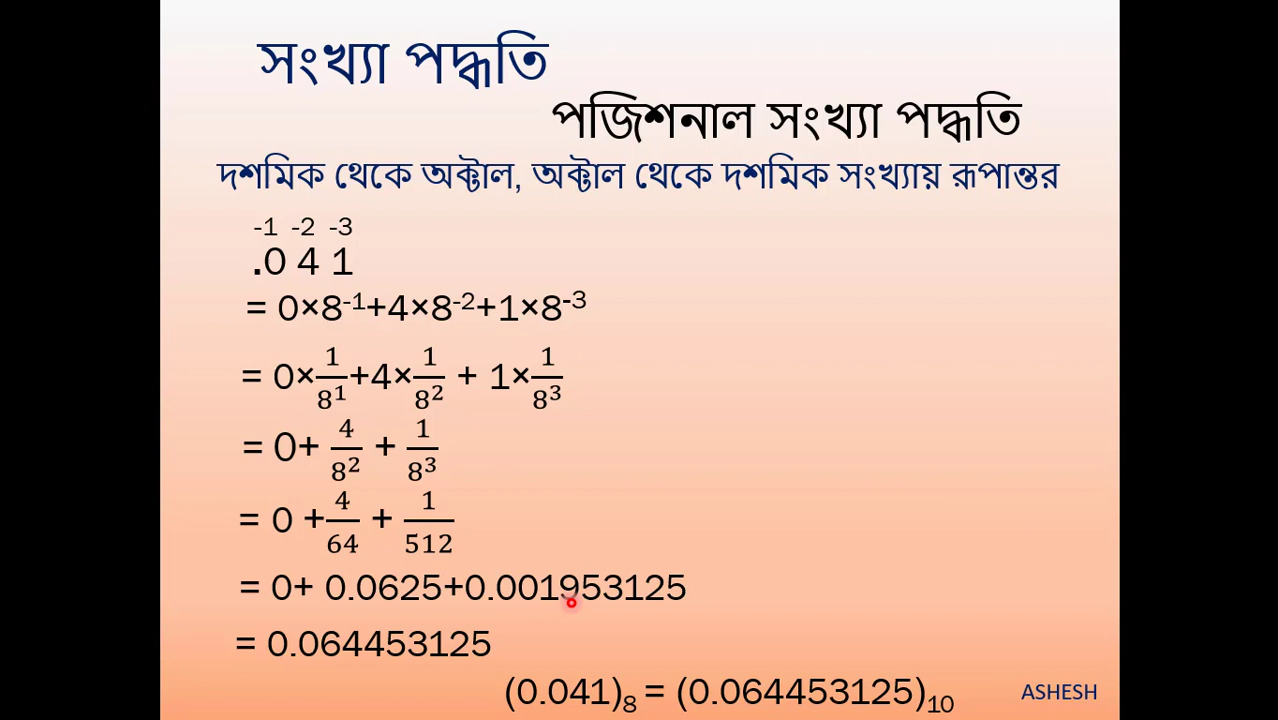 সংখ্যা পদ্ধতি
পজিশনাল সংখ্যা পদ্ধতি
দশমিক থেকে অক্টাল, অক্টাল থেকে দশমিক সংখ্যায় রূপান্তর
-1 -2 -3
.0 4 1
= 0×8⁻¹+4×8⁻²+1×8⁻³
= 0×1/8¹+4×1/8² + 1×1/8³
= 0+ 4/8² + 1/8³
= 0 +4/64 + 1/512
= 0+ 0.0625+0.001953125
= 0.064453125
(0.041)₈ = (0.064453125)₁₀
ASHESH